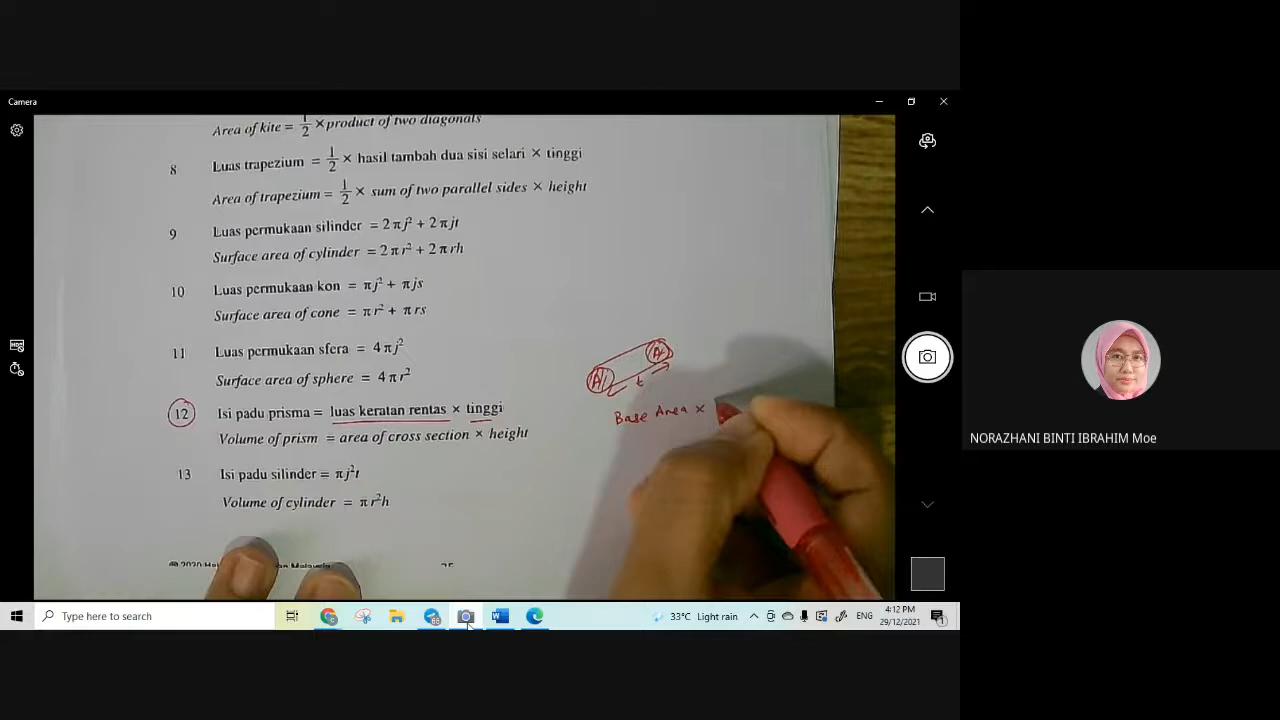 Camera
Area of kite = 1/2 × product of two diagonals
8 Luas trapezium = 1/2 × hasil tambah dua sisi selari × tinggi
Area of trapezium = 1/2 × sum of two parallel sides × height
9 Luas permukaan silinder = 2πj² + 2πjt
Surface area of cylinder = 2πr² + 2πrh
10 Luas permukaan kon = πj² + πjs
Surface area of cone = πr² + πrs
11 Luas permukaan sfera = 4πj²
Surface area of sphere = 4πr²
12 Isi padu prisma = luas keratan rentas × tinggi
Volume of prism = area of cross section × height
13 Isi padu silinder = πj²t
Volume of cylinder = πr²h
t
Base Area ×
© 2020
Malaysia
NORAZHANI BINTI IBRAHIM Moe
Type here to search
33°C Light rain
ENG
4:12 PM
29/12/2021